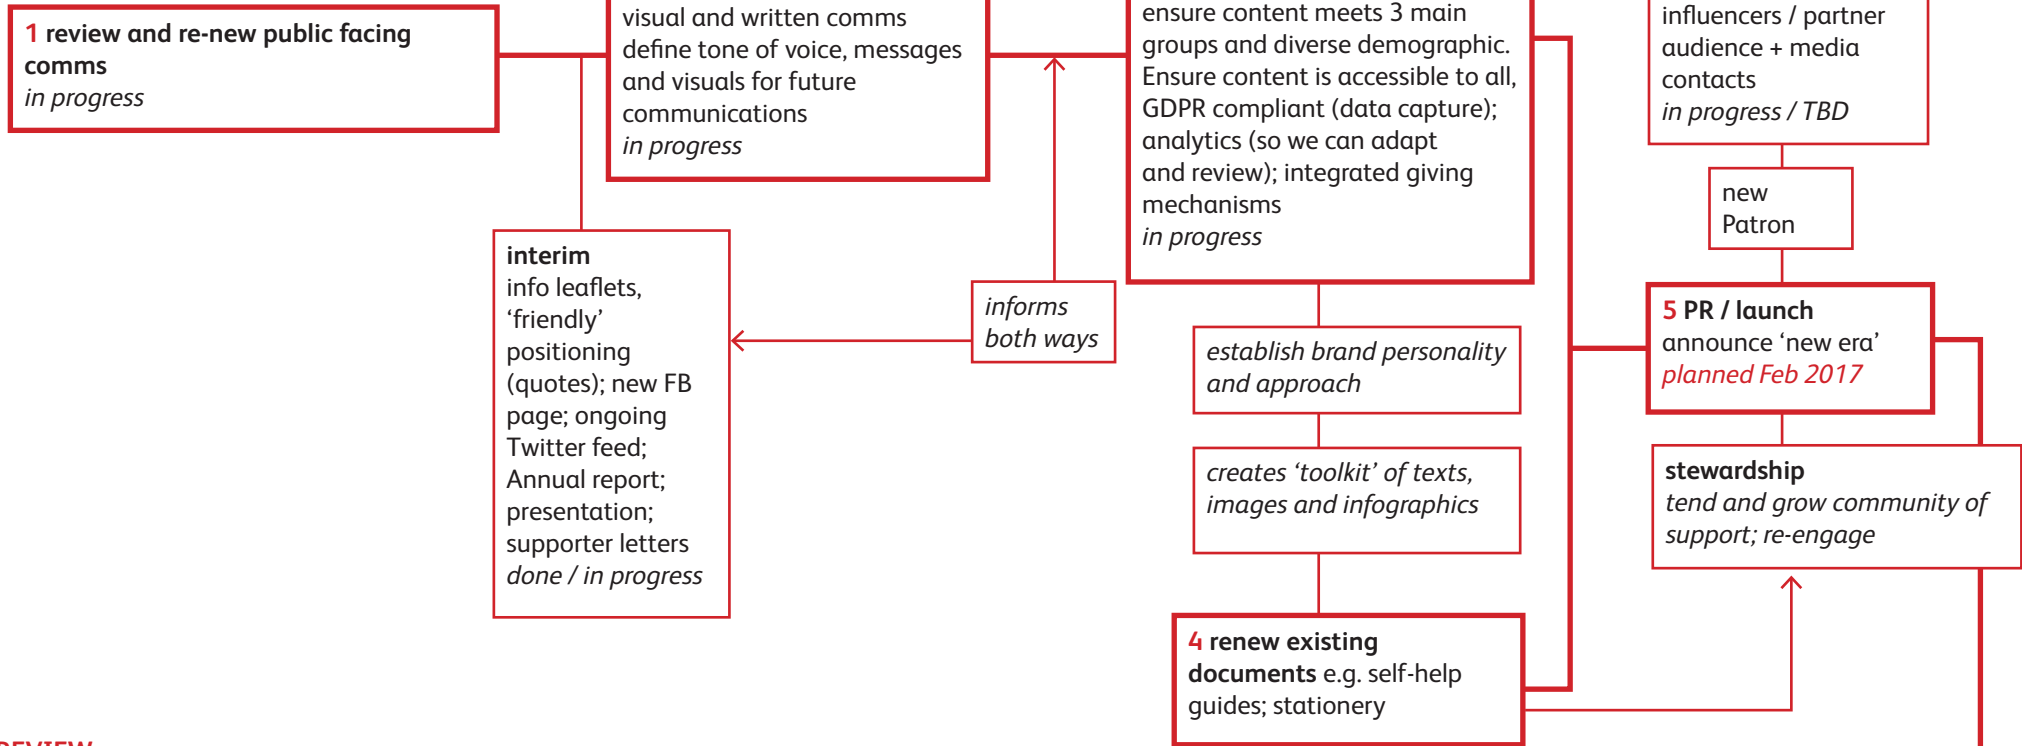 1 review and re-new public facing
comms
in progress
visual and written comms
define tone of voice, messages
and visuals for future
communications
in progress
ensure content meets 3 main
groups and diverse demographic.
Ensure content is accessible to all,
GDPR compliant (data capture);
analytics (so we can adapt
and review); integrated giving
mechanisms
in progress
influencers / partner
audience + media
contacts
in progress / TBD
new
Patron
interim
info leaflets,
‘friendly’
positioning
(quotes); new FB
page; ongoing
Twitter feed;
Annual report;
presentation;
supporter letters
done / in progress
informs
both ways
establish brand personality
and approach
creates ‘toolkit’ of texts,
images and infographics
5 PR / launch
announce ‘new era’
planned Feb 2017
stewardship
tend and grow community of
support; re-engage
4 renew existing
documents e.g. self-help
guides; stationery